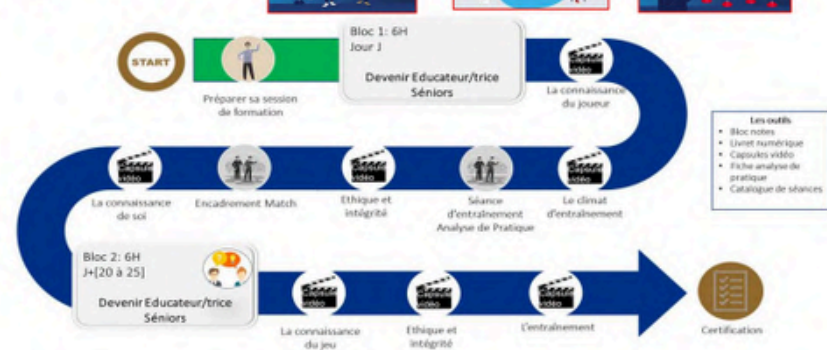 START
Préparer sa session
de formation
Bloc 1: 6H
Jour J
Devenir Educateur/trice
Séniors
Capsule
vidéo
La connaissance
du joueur
Les outils
• Bloc notes
• Livret numérique
• Capsules vidéo
• Fiche analyse de
pratique
• Catalogue de séances
Capsule
vidéo
La connaissance
de soi
Encadrement Match
Capsule
vidéo
Ethique et
intégrité
Séance
d'entraînement
Analyse de Pratique
Capsule
vidéo
Le climat
d'entraînement
Bloc 2: 6H
J+[20 à 25]
Devenir Educateur/trice
Séniors
Capsule
vidéo
La connaissance
du jeu
Capsule
vidéo
Ethique et
intégrité
Capsule
vidéo
L'entraînement
Certification